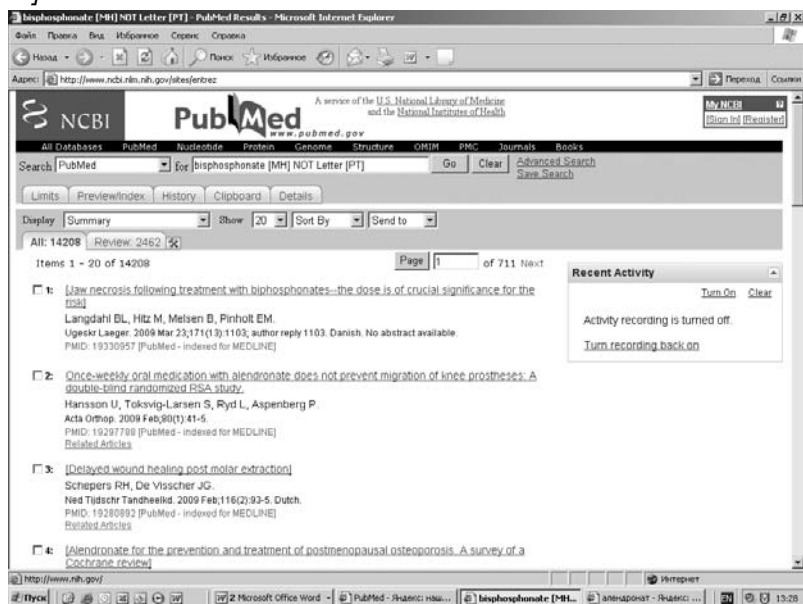 bisphosphonate [MH] NOT Letter [PT] - PubMed Results - Microsoft Internet Explorer
Файл Правка Вид Избранное Сервис Справка
Назад Поиск Избранное
Адрес: http://www.ncbi.nlm.nih.gov/sites/entrez Переход Ссылки
NCBI PubMed www.pubmed.gov
A service of the U.S. National Library of Medicine
and the National Institutes of Health
My NCBI
[Sign In] [Register]
All Databases PubMed Nucleotide Protein Genome Structure OMIM PMC Journals Books
Search PubMed for bisphosphonate [MH] NOT Letter [PT] Go Clear Advanced Search
Save Search
Limits Preview/Index History Clipboard Details
Display Summary Show 20 Sort By Send to
All: 14208 Review: 2462
Items 1 - 20 of 14208 Page 1 of 711 Next
Recent Activity
Turn On Clear
Activity recording is turned off.
Turn recording back on
1: [Jaw necrosis following treatment with biphosphonates--the dose is of crucial significance for the
risk]
Langdahl BL, Hitz M, Melsen B, Pinholt EM.
Ugeskr Laeger. 2009 Mar 23;171(13):1103; author reply 1103. Danish. No abstract available.
PMID: 19330957 [PubMed - indexed for MEDLINE]
2: Once-weekly oral medication with alendronate does not prevent migration of knee prostheses: A
double-blind randomized RSA study.
Hansson U, Toksvig-Larsen S, Ryd L, Aspenberg P.
Acta Orthop. 2009 Feb;80(1):41-5.
PMID: 19297788 [PubMed - indexed for MEDLINE]
Related Articles
3: [Delayed wound healing post molar extraction]
Schepers RH, De Visscher JG.
Ned Tijdschr Tandheelkd. 2009 Feb;116(2):93-5. Dutch.
PMID: 19280892 [PubMed - indexed for MEDLINE]
Related Articles
4: [Alendronate for the prevention and treatment of postmenopausal osteoporosis. A survey of a
Cochrane review]
http://www.nih.gov/ Интернет
Пуск 2 Microsoft Office Word PubMed - Яндекс: наш... bisphosphonate [MH... алендронат - Яндекс: ... EN 13:28